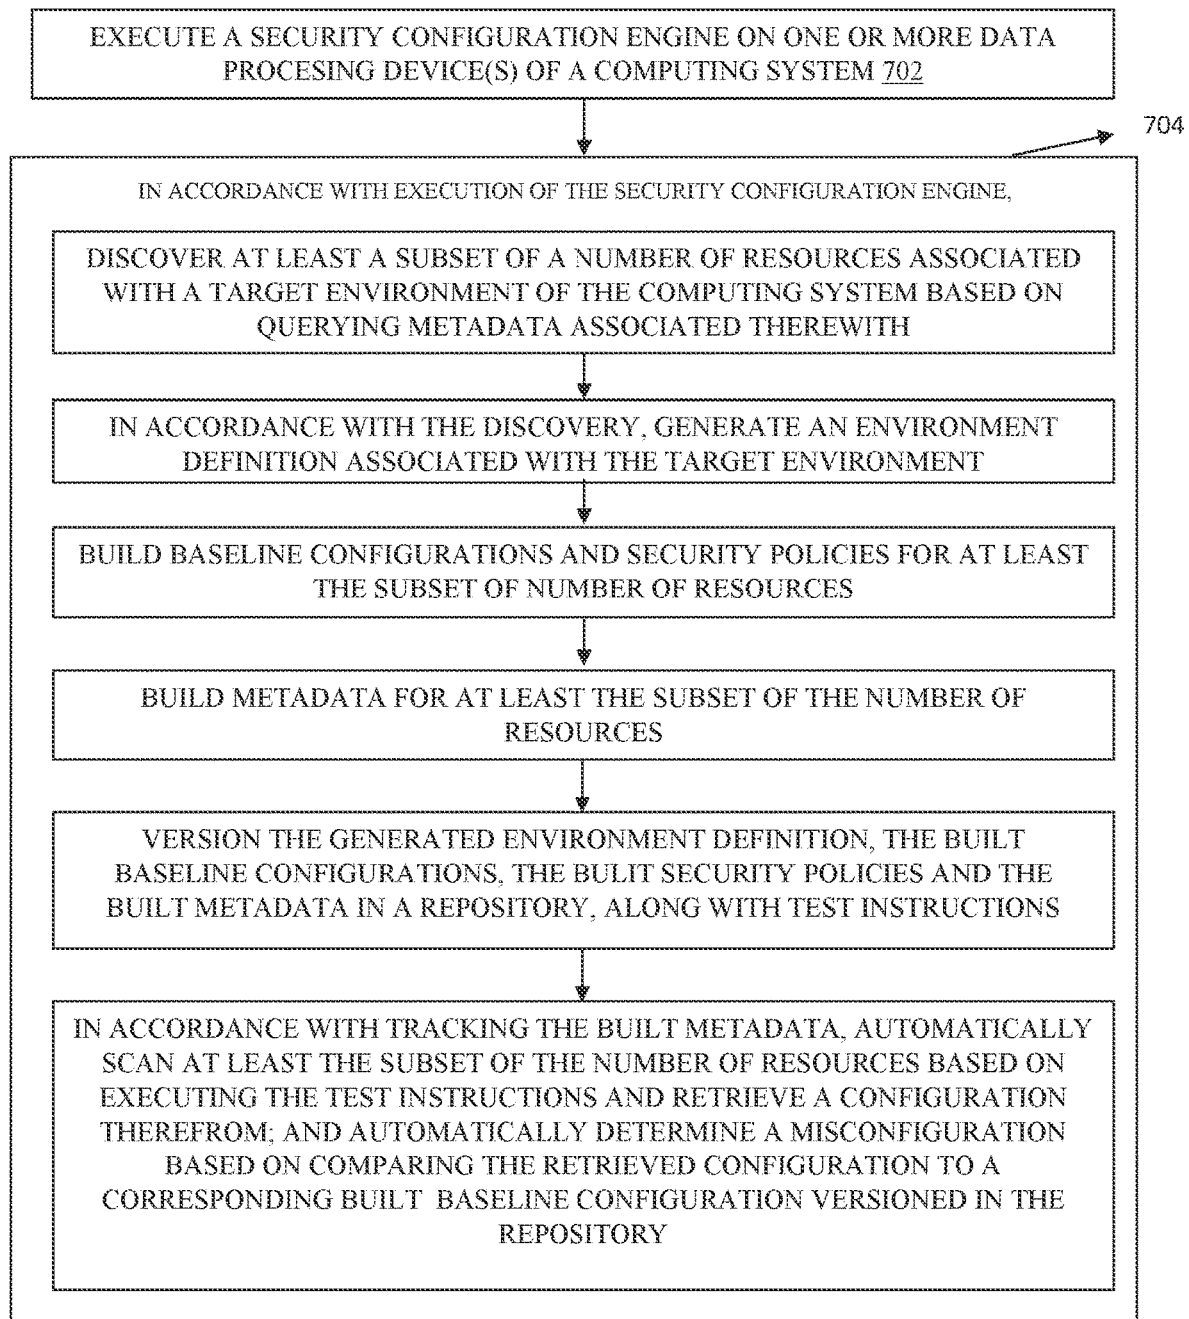 EXECUTE A SECURITY CONFIGURATION ENGINE ON ONE OR MORE DATA
PROCESING DEVICE(S) OF A COMPUTING SYSTEM 702
704
IN ACCORDANCE WITH EXECUTION OF THE SECURITY CONFIGURATION ENGINE,
DISCOVER AT LEAST A SUBSET OF A NUMBER OF RESOURCES ASSOCIATED
WITH A TARGET ENVIRONMENT OF THE COMPUTING SYSTEM BASED ON
QUERYING METADATA ASSOCIATED THEREWITH
IN ACCORDANCE WITH THE DISCOVERY, GENERATE AN ENVIRONMENT
DEFINITION ASSOCIATED WITH THE TARGET ENVIRONMENT
BUILD BASELINE CONFIGURATIONS AND SECURITY POLICIES FOR AT LEAST
THE SUBSET OF NUMBER OF RESOURCES
BUILD METADATA FOR AT LEAST THE SUBSET OF THE NUMBER OF
RESOURCES
VERSION THE GENERATED ENVIRONMENT DEFINITION, THE BUILT
BASELINE CONFIGURATIONS, THE BULIT SECURITY POLICIES AND THE
BUILT METADATA IN A REPOSITORY, ALONG WITH TEST INSTRUCTIONS
IN ACCORDANCE WITH TRACKING THE BUILT METADATA, AUTOMATICALLY
SCAN AT LEAST THE SUBSET OF THE NUMBER OF RESOURCES BASED ON
EXECUTING THE TEST INSTRUCTIONS AND RETRIEVE A CONFIGURATION
THEREFROM; AND AUTOMATICALLY DETERMINE A MISCONFIGURATION
BASED ON COMPARING THE RETRIEVED CONFIGURATION TO A
CORRESPONDING BUILT BASELINE CONFIGURATION VERSIONED IN THE
REPOSITORY